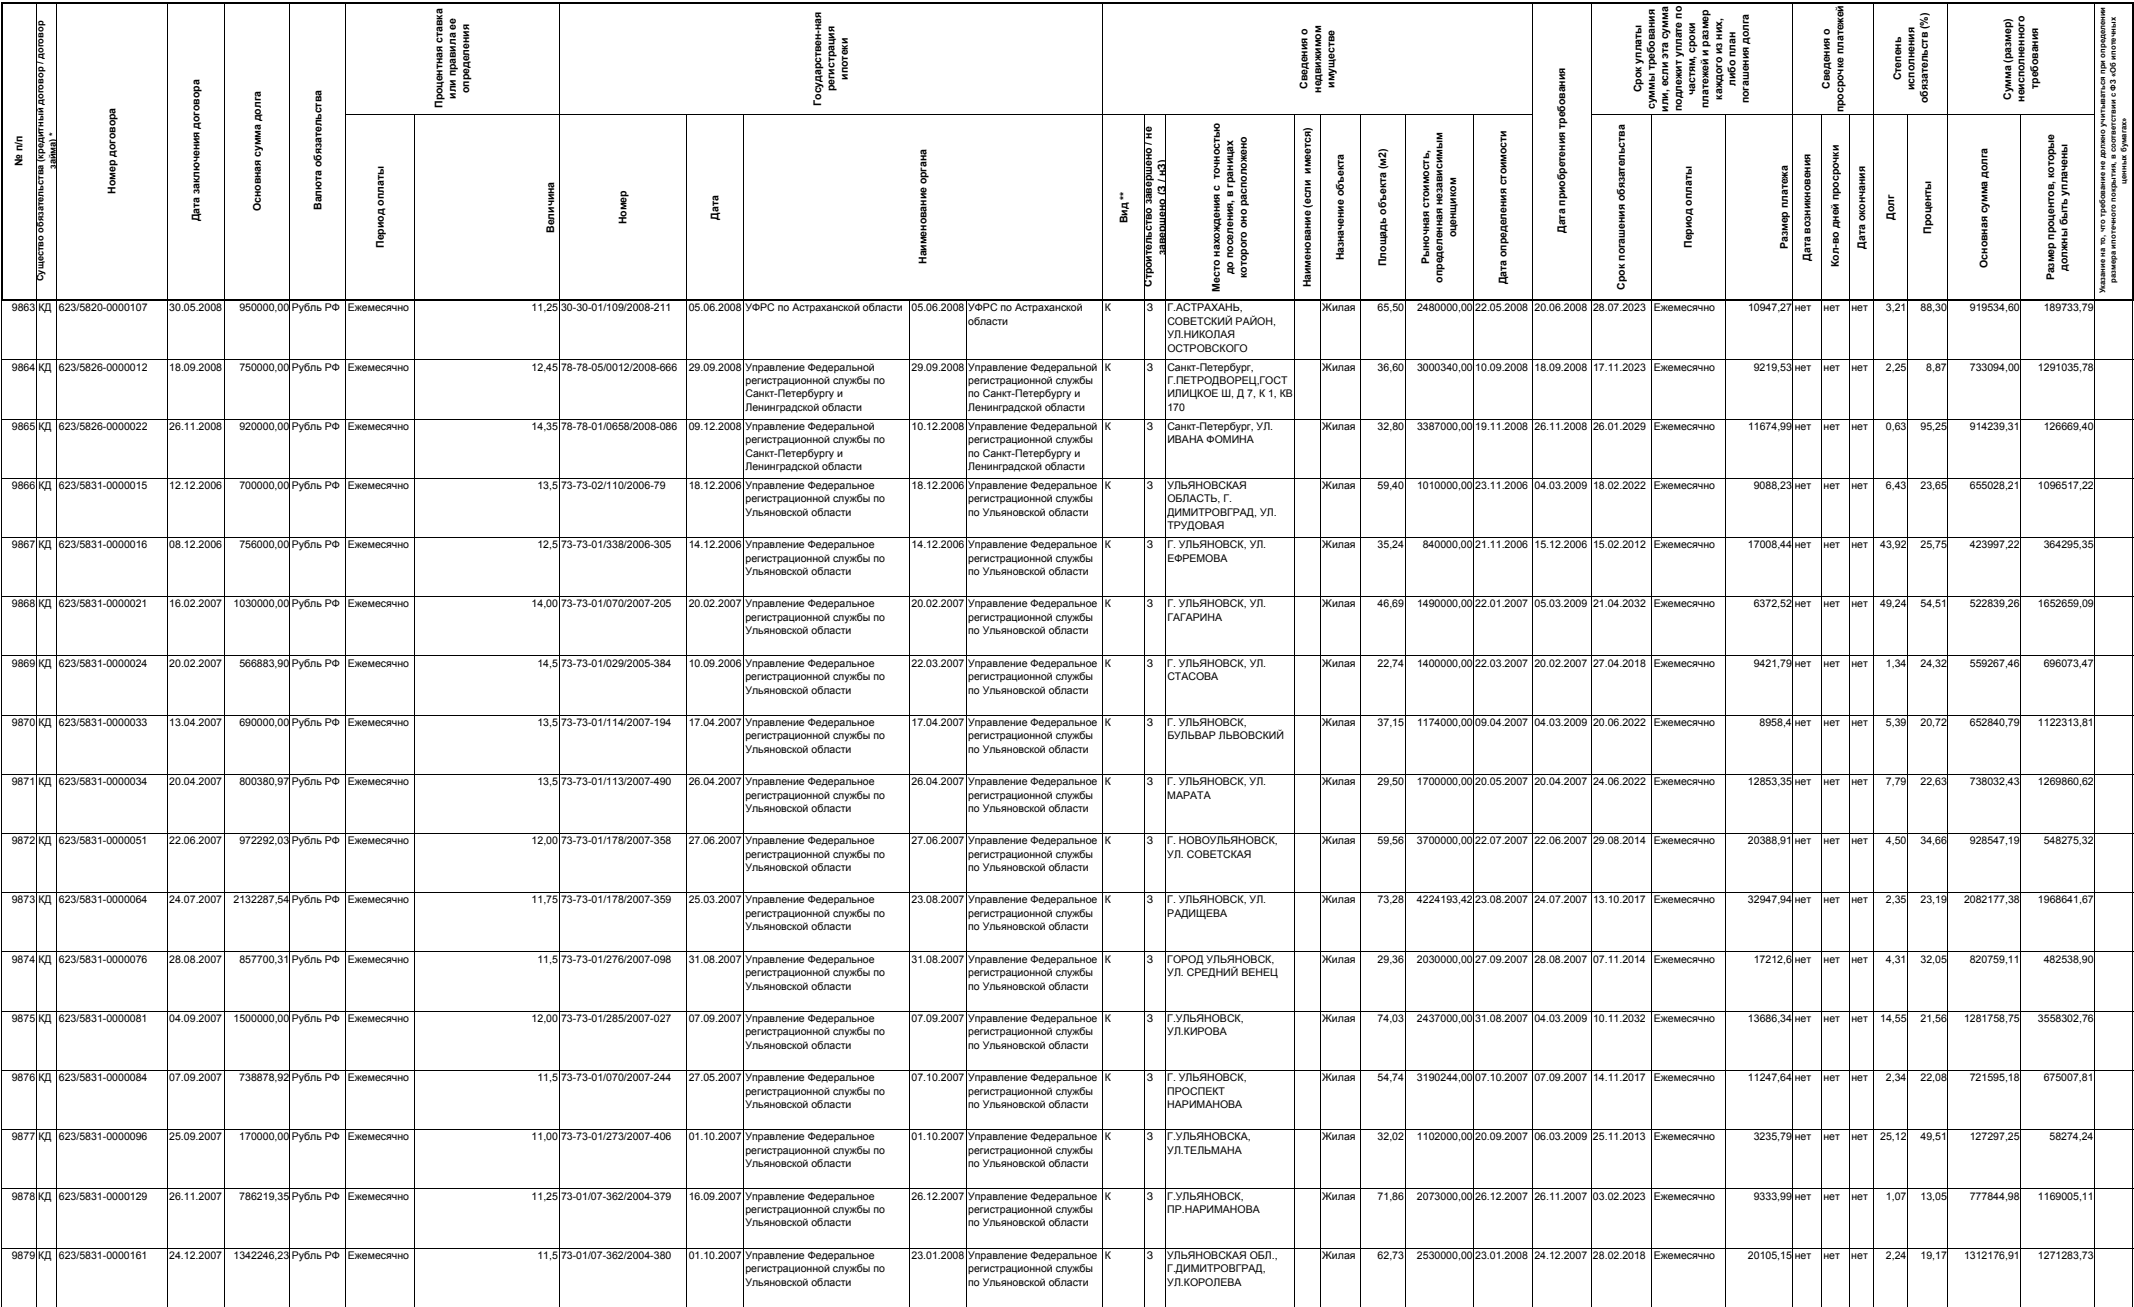 № п/п
Существо обязательства (кредитный договор / договор займа) *
Номер договора
Дата заключения договора
Основная сумма долга
Валюта обязательства
Процентная ставка или правила ее определения
Период оплаты
Величина
Государствен-ная регистрация ипотеки
Номер
Дата
Наименование органа
Сведения о недвижимом имуществе
Вид **
Строительство завершено / не завершено (З / нЗ)
Место нахождения с точностью до поселения, в границах которого оно расположено
Наименование (если имеется)
Назначение объекта
Площадь объекта (м2)
Рыночная стоимость, определенная независимым оценщиком
Дата определения стоимости
Дата приобретения требования
Срок уплаты суммы требования или, если эта сумма подлежит уплате по частям, сроки платежей и размер каждого из них, либо план погашения долга
Срок погашения обязательства
Период оплаты
Размер платежа
Сведения о просрочке платежей
Дата возникновения
Кол-во дней просрочки
Дата окончания
Степень исполнения обязательств (%)
Долг
Проценты
Сумма (размер) неисполненного требования
Основная сумма долга
Размер процентов, которые должны быть уплачены
Указание на то, что требование не должно учитываться при определении размера ипотечного покрытия, в соответствии с ФЗ «Об ипотечных ценных бумагах»
9863 КД 623/5820-0000107 30.05.2008 950000,00 Рубль РФ Ежемесячно 11,25 30-30-01/109/2008-211 05.06.2008 УФРС по Астраханской области 05.06.2008 УФРС по Астраханской области К З Г.АСТРАХАНЬ, СОВЕТСКИЙ РАЙОН, УЛ.НИКОЛАЯ ОСТРОВСКОГО Жилая 65,50 2480000,00 22.05.2008 20.06.2008 28.07.2023 Ежемесячно 10947,27 нет нет нет 3,21 88,30 919534,60 189733,79
9864 КД 623/5826-0000012 18.09.2008 750000,00 Рубль РФ Ежемесячно 12,45 78-78-05/0012/2008-666 29.09.2008 Управление Федеральной регистрационной службы по Санкт-Петербургу и Ленинградской области 29.09.2008 Управление Федеральной регистрационной службы по Санкт-Петербургу и Ленинградской области К З Санкт-Петербург, Г.ПЕТРОДВОРЕЦ,ГОСТИЛИЦКОЕ Ш, Д 7, К 1, КВ 170 Жилая 36,60 3000340,00 10.09.2008 18.09.2008 17.11.2023 Ежемесячно 9219,53 нет нет нет 2,25 8,87 733094,00 1291035,78
9865 КД 623/5826-0000022 26.11.2008 920000,00 Рубль РФ Ежемесячно 14,35 78-78-01/0658/2008-086 09.12.2008 Управление Федеральной регистрационной службы по Санкт-Петербургу и Ленинградской области 10.12.2008 Управление Федеральной регистрационной службы по Санкт-Петербургу и Ленинградской области К З Санкт-Петербург, УЛ. ИВАНА ФОМИНА Жилая 32,80 3387000,00 19.11.2008 26.11.2008 26.01.2029 Ежемесячно 11674,99 нет нет нет 0,63 95,25 914239,31 126669,40
9866 КД 623/5831-0000015 12.12.2006 700000,00 Рубль РФ Ежемесячно 13,5 73-73-02/110/2006-79 18.12.2006 Управление Федеральное регистрационной службы по Ульяновской области 18.12.2006 Управление Федеральное регистрационной службы по Ульяновской области К З УЛЬЯНОВСКАЯ ОБЛАСТЬ, Г. ДИМИТРОВГРАД, УЛ. ТРУДОВАЯ Жилая 59,40 1010000,00 23.11.2006 04.03.2009 18.02.2022 Ежемесячно 9088,23 нет нет нет 6,43 23,65 655028,21 1096517,22
9867 КД 623/5831-0000016 08.12.2006 756000,00 Рубль РФ Ежемесячно 12,5 73-73-01/338/2006-305 14.12.2006 Управление Федеральное регистрационной службы по Ульяновской области 14.12.2006 Управление Федеральное регистрационной службы по Ульяновской области К З Г. УЛЬЯНОВСК, УЛ. ЕФРЕМОВА Жилая 35,24 840000,00 21.11.2006 15.12.2006 15.02.2012 Ежемесячно 17008,44 нет нет нет 43,92 25,75 423997,22 364295,35
9868 КД 623/5831-0000021 16.02.2007 1030000,00 Рубль РФ Ежемесячно 14,00 73-73-01/070/2007-205 20.02.2007 Управление Федеральное регистрационной службы по Ульяновской области 20.02.2007 Управление Федеральное регистрационной службы по Ульяновской области К З Г. УЛЬЯНОВСК, УЛ. ГАГАРИНА Жилая 46,69 1490000,00 22.01.2007 05.03.2009 21.04.2032 Ежемесячно 6372,52 нет нет нет 49,24 54,51 522839,26 1652659,09
9869 КД 623/5831-0000024 20.02.2007 566883,90 Рубль РФ Ежемесячно 14,5 73-73-01/029/2005-384 10.09.2006 Управление Федеральное регистрационной службы по Ульяновской области 22.03.2007 Управление Федеральное регистрационной службы по Ульяновской области К З Г. УЛЬЯНОВСК, УЛ. СТАСОВА Жилая 22,74 1400000,00 22.03.2007 20.02.2007 27.04.2018 Ежемесячно 9421,79 нет нет нет 1,34 24,32 559267,46 696073,47
9870 КД 623/5831-0000033 13.04.2007 690000,00 Рубль РФ Ежемесячно 13,5 73-73-01/114/2007-194 17.04.2007 Управление Федеральное регистрационной службы по Ульяновской области 17.04.2007 Управление Федеральное регистрационной службы по Ульяновской области К З Г. УЛЬЯНОВСК, БУЛЬВАР ЛЬВОВСКИЙ Жилая 37,15 1174000,00 09.04.2007 04.03.2009 20.06.2022 Ежемесячно 8958,4 нет нет нет 5,39 20,72 652840,79 1122313,81
9871 КД 623/5831-0000034 20.04.2007 800380,97 Рубль РФ Ежемесячно 13,5 73-73-01/113/2007-490 26.04.2007 Управление Федеральное регистрационной службы по Ульяновской области 26.04.2007 Управление Федеральное регистрационной службы по Ульяновской области К З Г. УЛЬЯНОВСК, УЛ. МАРАТА Жилая 29,50 1700000,00 20.05.2007 20.04.2007 24.06.2022 Ежемесячно 12853,35 нет нет нет 7,79 22,63 738032,43 1269860,62
9872 КД 623/5831-0000051 22.06.2007 972292,03 Рубль РФ Ежемесячно 12,00 73-73-01/178/2007-358 27.06.2007 Управление Федеральное регистрационной службы по Ульяновской области 27.06.2007 Управление Федеральное регистрационной службы по Ульяновской области К З Г. НОВОУЛЬЯНОВСК, УЛ. СОВЕТСКАЯ Жилая 59,56 3700000,00 22.07.2007 22.06.2007 29.08.2014 Ежемесячно 20388,91 нет нет нет 4,50 34,66 928547,19 548275,32
9873 КД 623/5831-0000064 24.07.2007 2132287,54 Рубль РФ Ежемесячно 11,75 73-73-01/178/2007-359 25.03.2007 Управление Федеральное регистрационной службы по Ульяновской области 23.08.2007 Управление Федеральное регистрационной службы по Ульяновской области К З Г. УЛЬЯНОВСК, УЛ. РАДИЩЕВА Жилая 73,28 4224193,42 23.08.2007 24.07.2007 13.10.2017 Ежемесячно 32947,94 нет нет нет 2,35 23,19 2082177,38 1968641,67
9874 КД 623/5831-0000076 28.08.2007 857700,31 Рубль РФ Ежемесячно 11,5 73-73-01/276/2007-098 31.08.2007 Управление Федеральное регистрационной службы по Ульяновской области 31.08.2007 Управление Федеральное регистрационной службы по Ульяновской области К З ГОРОД УЛЬЯНОВСК, УЛ. СРЕДНИЙ ВЕНЕЦ Жилая 29,36 2030000,00 27.09.2007 28.08.2007 07.11.2014 Ежемесячно 17212,6 нет нет нет 4,31 32,05 820759,11 482538,90
9875 КД 623/5831-0000081 04.09.2007 1500000,00 Рубль РФ Ежемесячно 12,00 73-73-01/285/2007-027 07.09.2007 Управление Федеральное регистрационной службы по Ульяновской области 07.09.2007 Управление Федеральное регистрационной службы по Ульяновской области К З Г.УЛЬЯНОВСК, УЛ.КИРОВА Жилая 74,03 2437000,00 31.08.2007 04.03.2009 10.11.2032 Ежемесячно 13686,34 нет нет нет 14,55 21,56 1281758,75 3558302,76
9876 КД 623/5831-0000084 07.09.2007 738878,92 Рубль РФ Ежемесячно 11,5 73-73-01/070/2007-244 27.05.2007 Управление Федеральное регистрационной службы по Ульяновской области 07.10.2007 Управление Федеральное регистрационной службы по Ульяновской области К З Г. УЛЬЯНОВСК, ПРОСПЕКТ НАРИМАНОВА Жилая 54,74 3190244,00 07.10.2007 07.09.2007 14.11.2017 Ежемесячно 11247,64 нет нет нет 2,34 22,08 721595,18 675007,81
9877 КД 623/5831-0000096 25.09.2007 170000,00 Рубль РФ Ежемесячно 11,00 73-73-01/273/2007-406 01.10.2007 Управление Федеральное регистрационной службы по Ульяновской области 01.10.2007 Управление Федеральное регистрационной службы по Ульяновской области К З Г.УЛЬЯНОВСКА, УЛ.ТЕЛЬМАНА Жилая 32,02 1102000,00 20.09.2007 06.03.2009 25.11.2013 Ежемесячно 3235,79 нет нет нет 25,12 49,51 127297,25 58274,24
9878 КД 623/5831-0000129 26.11.2007 786219,35 Рубль РФ Ежемесячно 11,25 73-01/07-362/2004-379 16.09.2007 Управление Федеральное регистрационной службы по Ульяновской области 26.12.2007 Управление Федеральное регистрационной службы по Ульяновской области К З Г.УЛЬЯНОВСК, ПР.НАРИМАНОВА Жилая 71,86 2073000,00 26.12.2007 26.11.2007 03.02.2023 Ежемесячно 9333,99 нет нет нет 1,07 13,05 777844,98 1169005,11
9879 КД 623/5831-0000161 24.12.2007 1342246,23 Рубль РФ Ежемесячно 11,5 73-01/07-362/2004-380 01.10.2007 Управление Федеральное регистрационной службы по Ульяновской области 23.01.2008 Управление Федеральное регистрационной службы по Ульяновской области К З УЛЬЯНОВСКАЯ ОБЛ., Г.ДИМИТРОВГРАД, УЛ.КОРОЛЕВА Жилая 62,73 2530000,00 23.01.2008 24.12.2007 28.02.2018 Ежемесячно 20105,15 нет нет нет 2,24 19,17 1312176,91 1271283,73